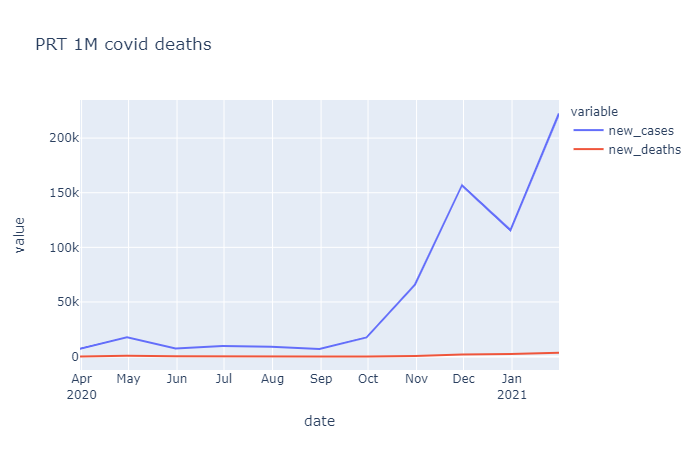 PRT 1M covid deaths
variable
new_cases
new_deaths
value
200k
150k
100k
50k
0
Apr May Jun Jul Aug Sep Oct Nov Dec Jan
2020 2021
date